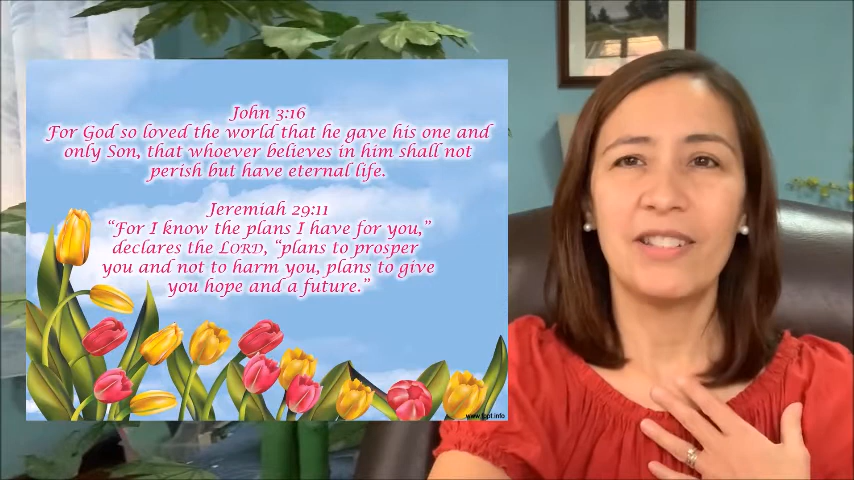 John 3:16
For God so loved the world that he gave his one and
only Son, that whoever believes in him shall not
perish but have eternal life.
Jeremiah 29:11
“For I know the plans I have for you,”
declares the LORD, “plans to prosper
you and not to harm you, plans to give
you hope and a future.”
www.fppt.info